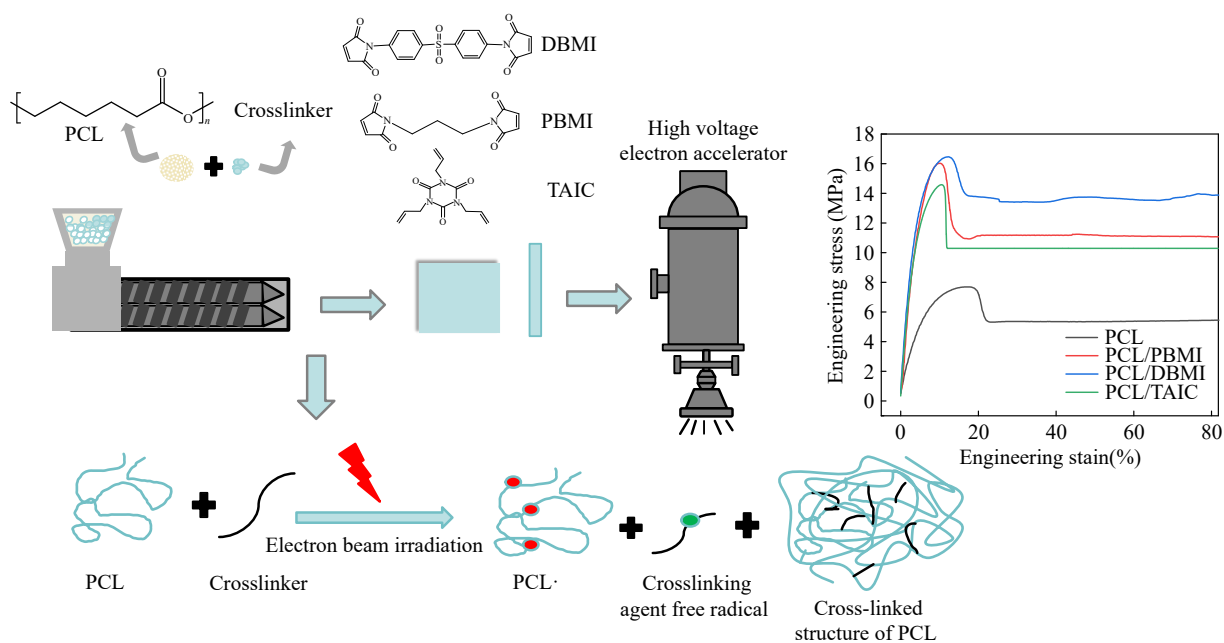 O
O
O
N
S
O
O
N
O
O
DBMI
O
O
n
PCL
Crosslinker
O
N
O
O
N
O
PBMI
O
N
O
N
N
O
TAIC
High voltage
electron accelerator
18
16
14
12
10
8
6
4
2
0
Engineering stress (MPa)
PCL
PCL/PBMI
PCL/DBMI
PCL/TAIC
0
20
40
60
80
Engineering stain(%)
Electron beam irradiation
PCL
Crosslinker
PCL·
Crosslinking
agent free radical
Cross-linked
structure of PCL